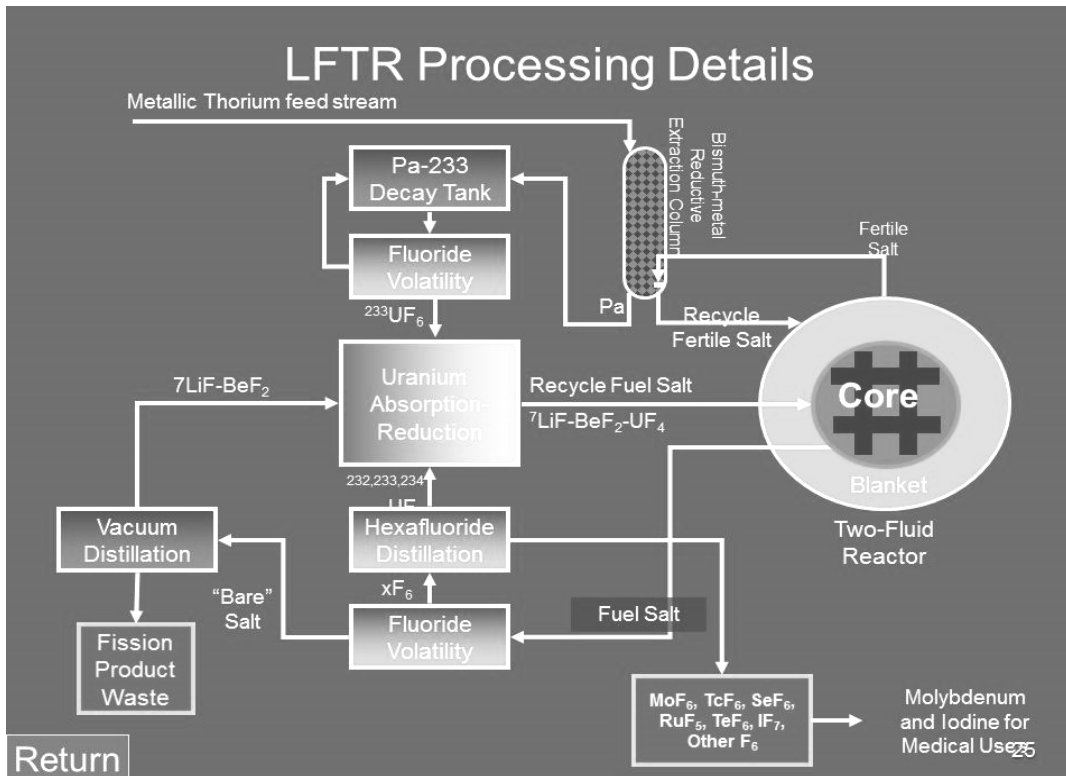 LFTR Processing Details
Metallic Thorium feed stream
Bismuth-metal
Reductive
Extraction Column
Pa-233
Decay Tank
Fertile
Salt
Fluoride
Volatility
Pa
Recycle
Fertile Salt
²³³UF₆
7LiF-BeF₂
Uranium
Absorption-
Reduction
Recycle Fuel Salt
⁷LiF-BeF₂-UF₄
Core
Blanket
232,233,234
Vacuum
Distillation
Hexafluoride
Distillation
Two-Fluid
Reactor
"Bare"
Salt
xF₆
Fuel Salt
Fluoride
Volatility
Fission
Product
Waste
MoF₆, TcF₆, SeF₆,
RuF₅, TeF₆, IF₇,
Other F₆
Molybdenum
and Iodine for
Medical Uses
25
Return